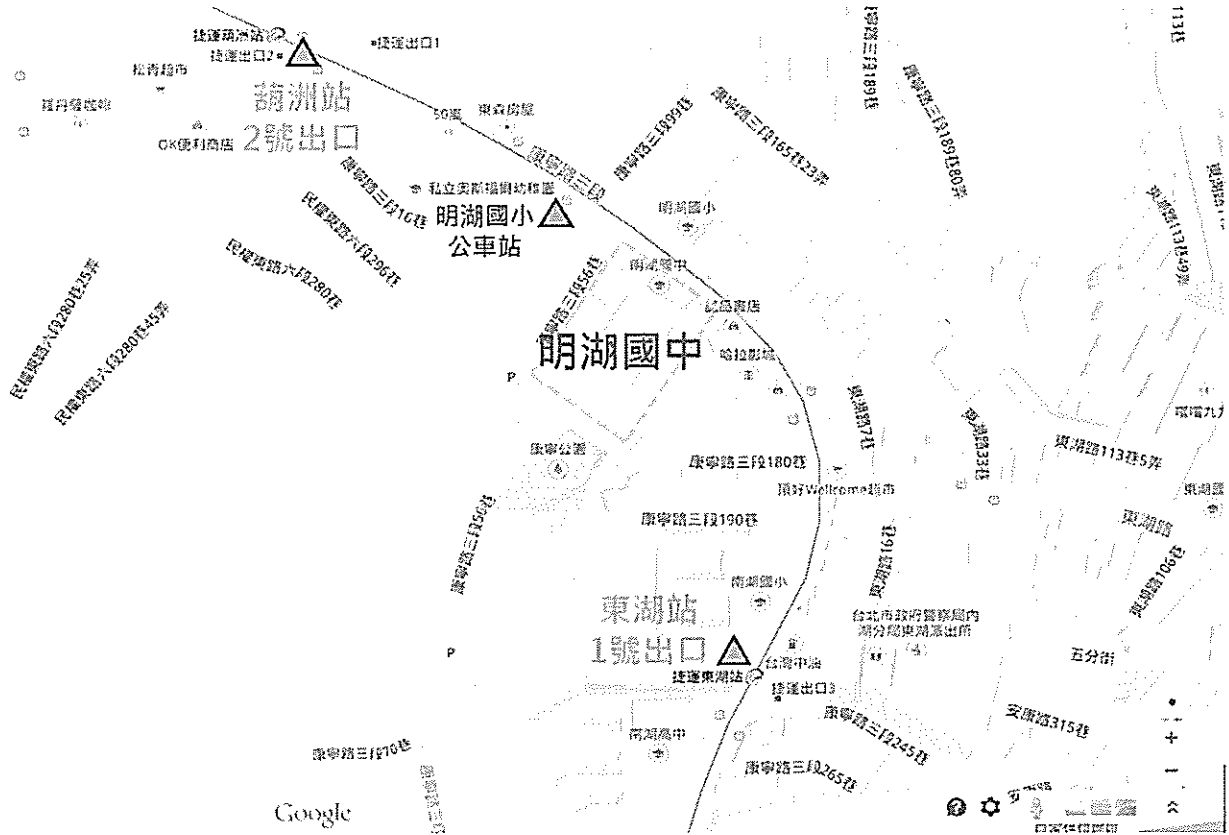 捷運葫洲站
捷運出口2
捷運出口1
松青超市
葫洲站
2號出口
OK便利商店
50嵐
東森房屋
康寧路三段99巷
康寧路三段165巷23弄
康寧路三段189巷
康寧路三段189巷80弄
113巷
康寧路三段
康寧路三段16巷
私立奧斯福爾幼稚園
明湖國小
公車站
明湖國小
民權東路六段296巷
民權東路六段280巷
民權東路六段280巷25弄
民權東路六段280巷45弄
康寧路三段56巷
明湖國中
誠品書店
明湖國中
哈拉影城
P
東湖路113巷49弄
東湖路7巷
東湖路33巷
東湖路113巷5弄
康寧公園
康寧路三段180巷
頂好Wellcome超市
康寧路三段190巷
康寧路三段50巷
東湖國
東湖路
東湖路106巷
東湖路91巷
南湖國小
東湖站
1號出口
台北市政府警察局內
湖分局東湖派出所
五分街
P
台灣中油
捷運東湖站
捷運出口3
安康路315巷
康寧路三段245巷
南湖高中
康寧路三段70巷
康寧路三段265巷
Google